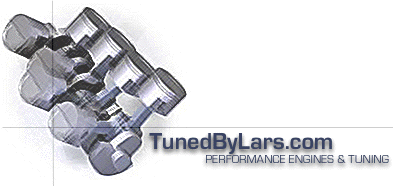 TunedByLars.com
PERFORMANCE ENGINES & TUNING